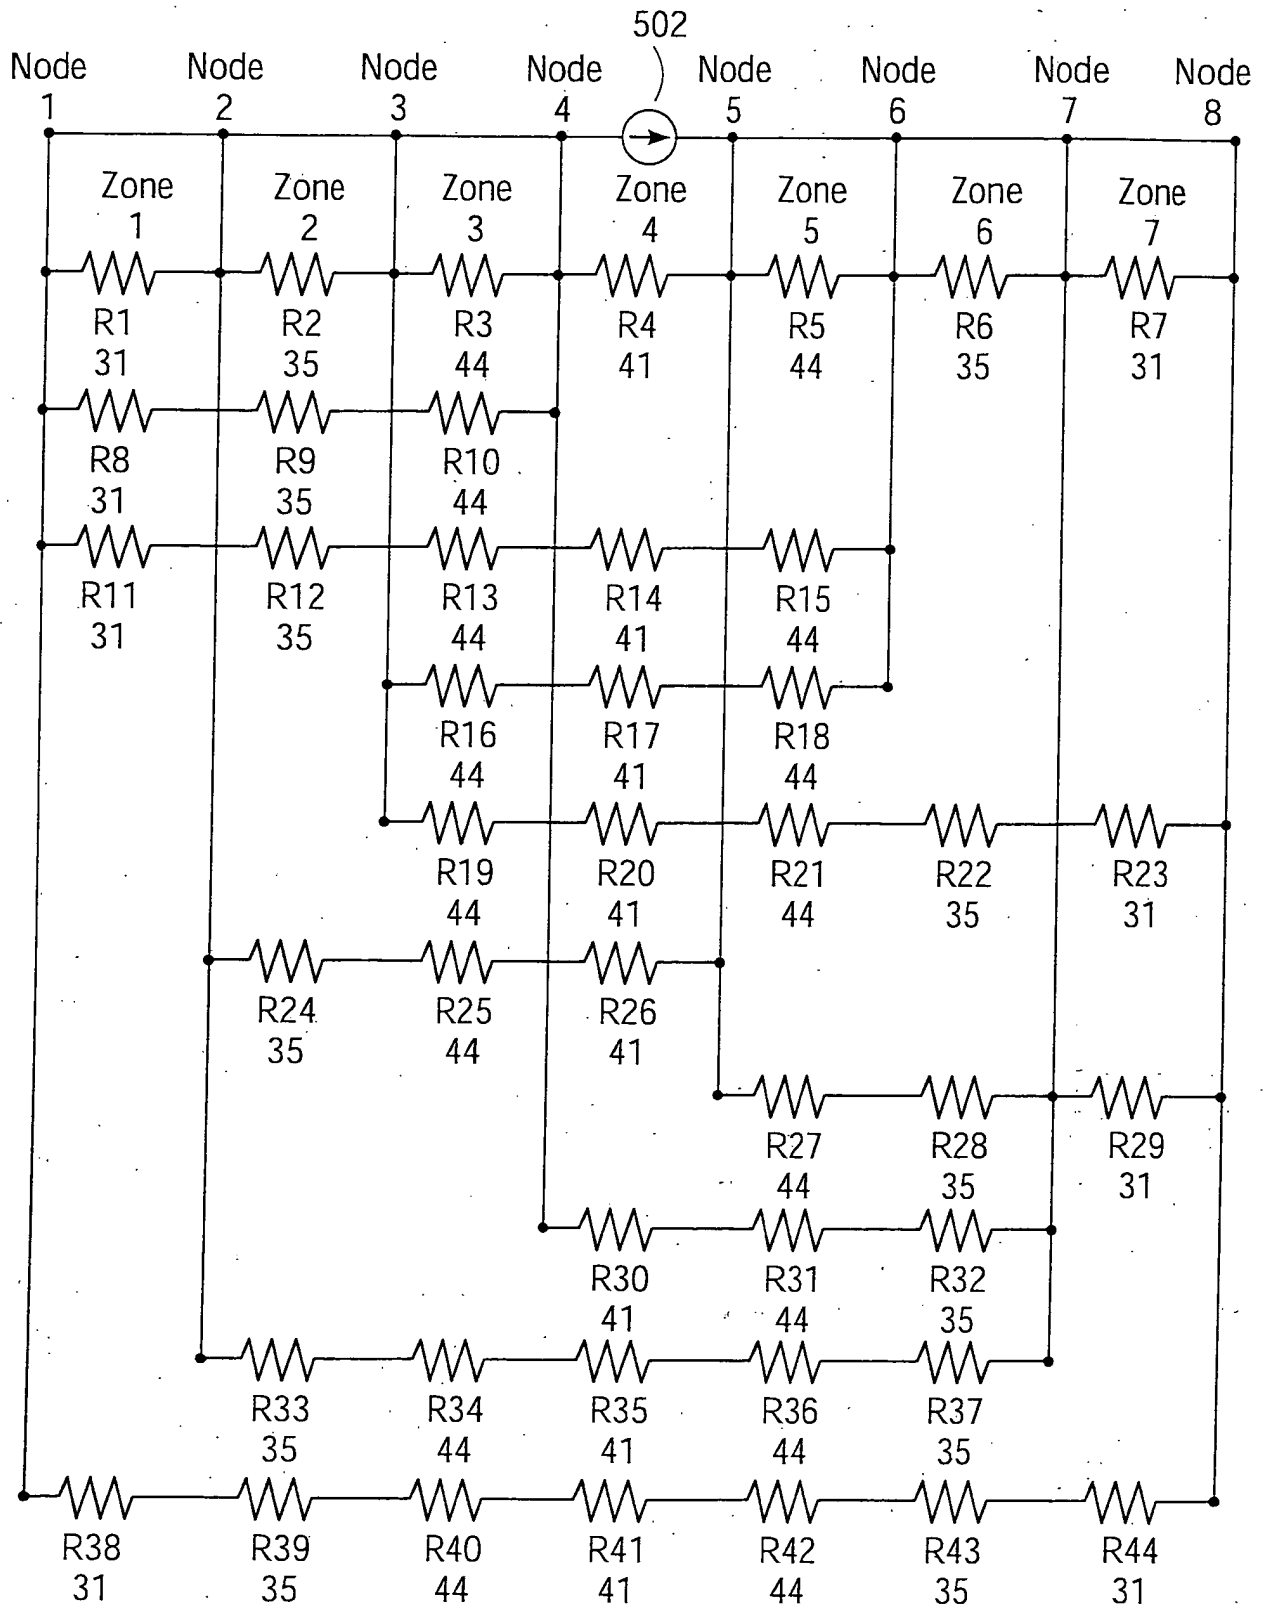 502
Node Node Node Node Node Node Node Node
1 2 3 4 5 6 7 8
Zone Zone Zone Zone Zone Zone Zone
1 2 3 4 5 6 7
R1 R2 R3 R4 R5 R6 R7
31 35 44 41 44 35 31
R8 R9 R10
31 35 44
R11 R12 R13 R14 R15
31 35 44 41 44
R16 R17 R18
44 41 44
R19 R20 R21 R22 R23
44 41 44 35 31
R24 R25 R26
35 44 41
R27 R28 R29
44 35 31
R30 R31 R32
41 44 35
R33 R34 R35 R36 R37
35 44 41 44 35
R38 R39 R40 R41 R42 R43 R44
31 35 44 41 44 35 31